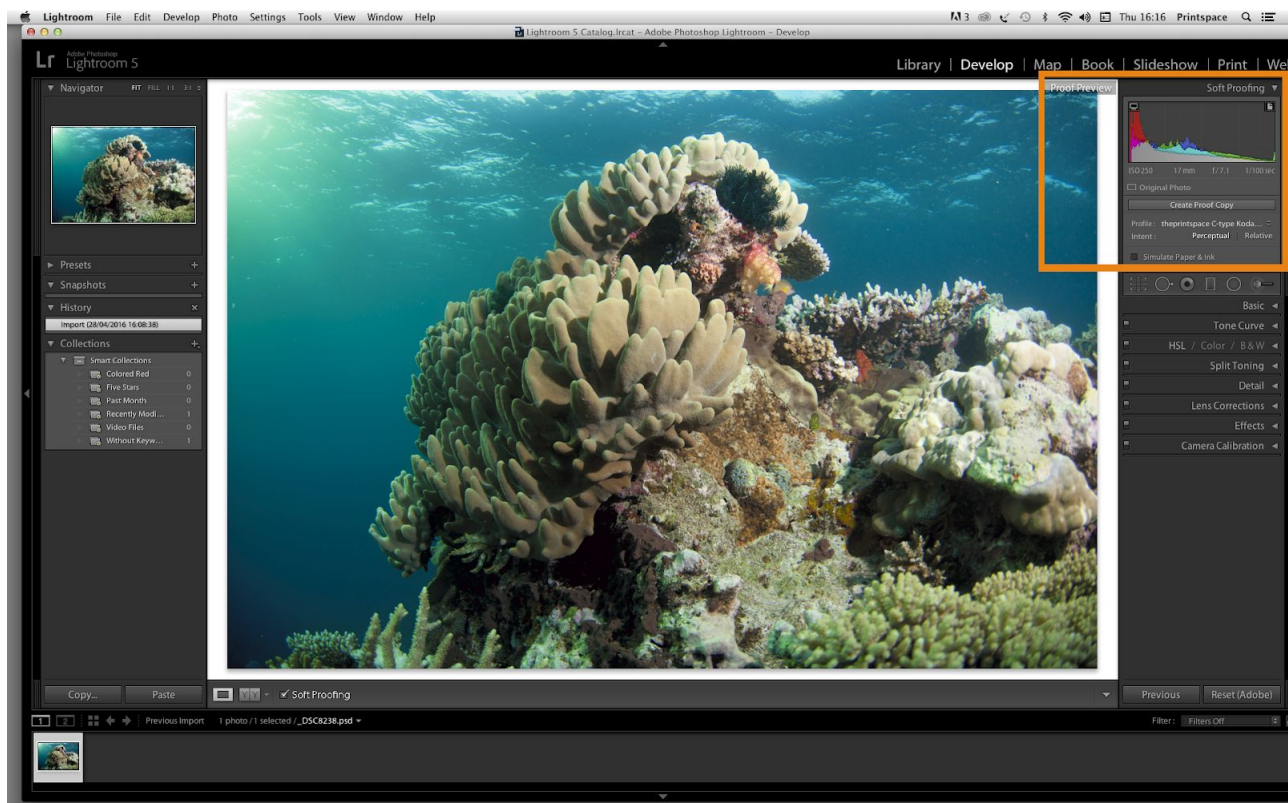 Lightroom File Edit Develop Photo Settings Tools View Window Help 3 Thu 16:16 Printspace
Lightroom 5 Catalog.lrcat – Adobe Photoshop Lightroom – Develop
Lr Adobe Photoshop
Lightroom 5
Library | Develop | Map | Book | Slideshow | Print | We
Navigator FIT FILL 1:1 3:1
Proof Preview
Soft Proofing
ISO 250 17 mm f/7.1 1/100 sec
Original Photo
Create Proof Copy
Profile: theprintspace C-type Koda...
Intent: Perceptual | Relative
Simulate Paper & Ink
Presets +
Snapshots +
History ×
Import (28/04/2016 16:08:38)
Collections +
Smart Collections
Colored Red 0
Five Stars 0
Past Month 0
Recently Modi... 1
Video Files 0
Without Keyw... 1
Basic
Tone Curve
HSL / Color / B & W
Split Toning
Detail
Lens Corrections
Effects
Camera Calibration
Copy... Paste
Y Y Soft Proofing
Previous Reset (Adobe)
1 2 Previous Import 1 photo / 1 selected / _DSC8238.psd
Filter: Filters Off